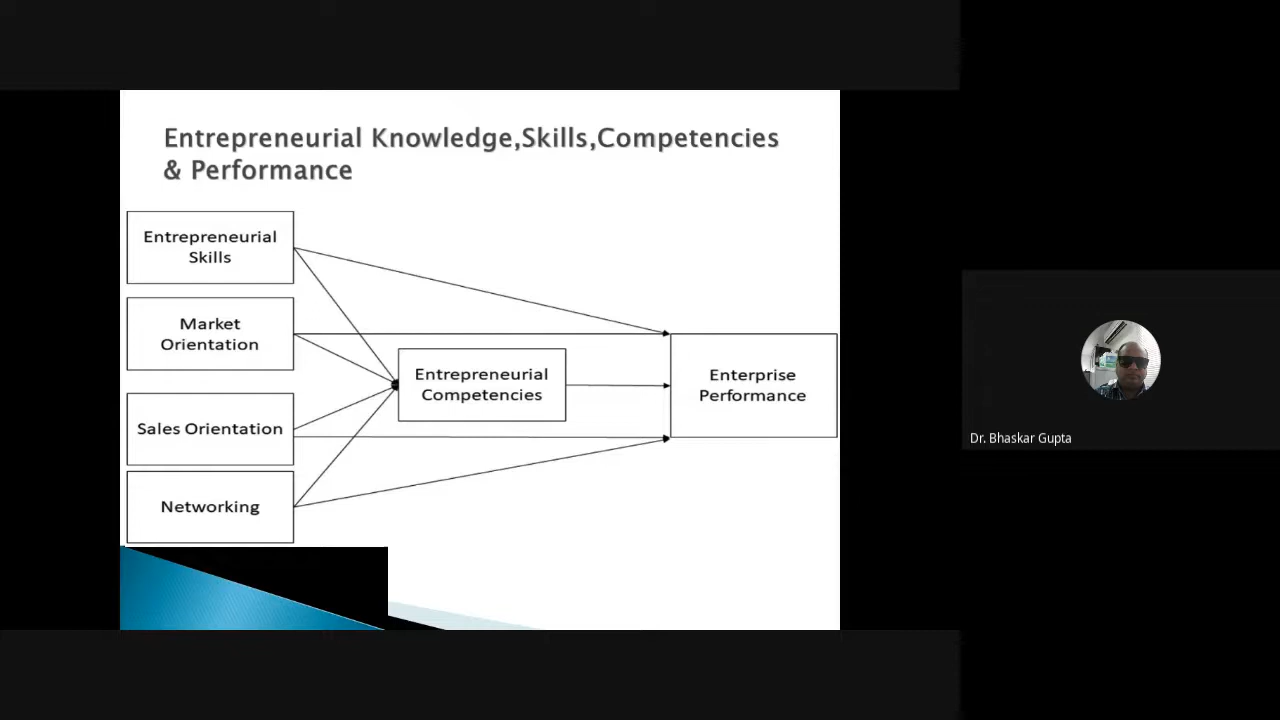 Entrepreneurial Knowledge,Skills,Competencies
& Performance
Entrepreneurial
Skills
Market
Orientation
Sales Orientation
Networking
Entrepreneurial
Competencies
Enterprise
Performance
Dr. Bhaskar Gupta